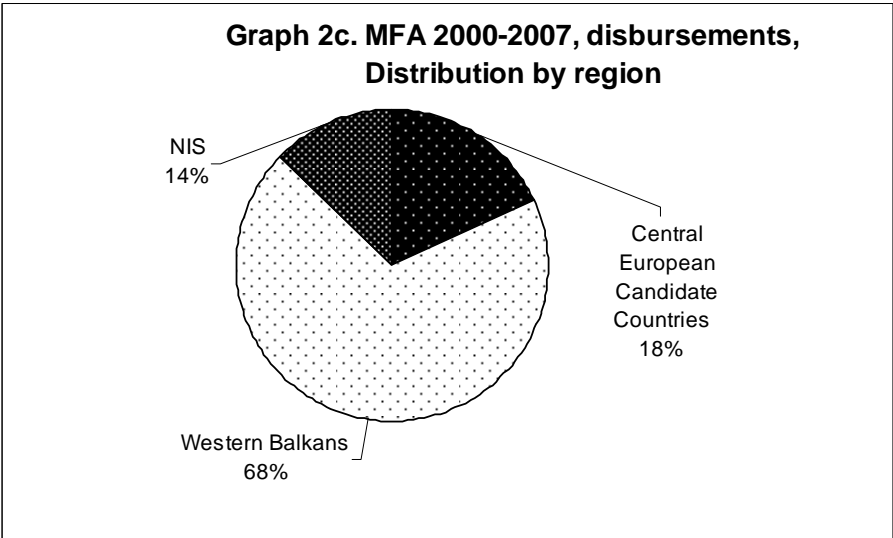 Graph 2c. MFA 2000-2007, disbursements,
Distribution by region
NIS
14%
Central
European
Candidate
Countries
18%
Western Balkans
68%